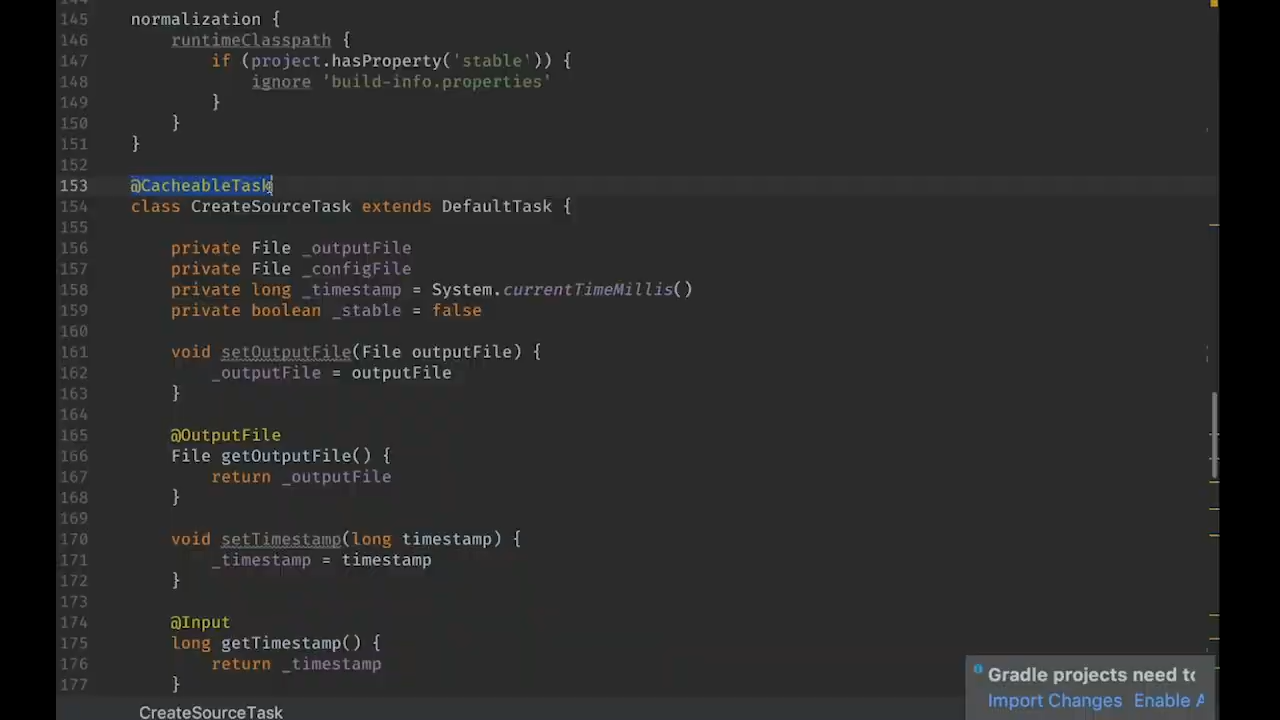 145 normalization {
146 runtimeClasspath {
147 if (project.hasProperty('stable')) {
148 ignore 'build-info.properties'
149 }
150 }
151 }
152
153 @CacheableTask
154 class CreateSourceTask extends DefaultTask {
155
156 private File _outputFile
157 private File _configFile
158 private long _timestamp = System.currentTimeMillis()
159 private boolean _stable = false
160
161 void setOutputFile(File outputFile) {
162 _outputFile = outputFile
163 }
164
165 @OutputFile
166 File getOutputFile() {
167 return _outputFile
168 }
169
170 void setTimestamp(long timestamp) {
171 _timestamp = timestamp
172 }
173
174 @Input
175 long getTimestamp() {
176 return _timestamp
177 }
Gradle projects need to
Import Changes Enable A
CreateSourceTask